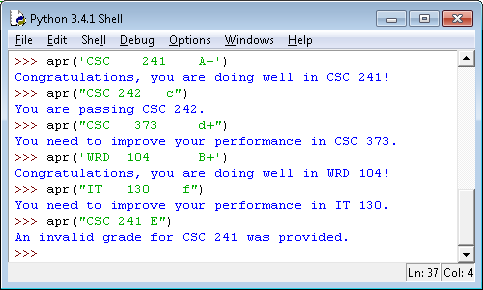 Python 3.4.1 Shell
File Edit Shell Debug Options Windows Help
>>> apr('CSC    241    A-')
Congratulations, you are doing well in CSC 241!
>>> apr("CSC 242   c")
You are passing CSC 242.
>>> apr("CSC   373     d+")
You need to improve your performance in CSC 373.
>>> apr('WRD  104      B+')
Congratulations, you are doing well in WRD 104!
>>> apr("IT   130    f")
You need to improve your performance in IT 130.
>>> apr("CSC 241 E")
An invalid grade for CSC 241 was provided.
>>>
Ln: 37 Col: 4